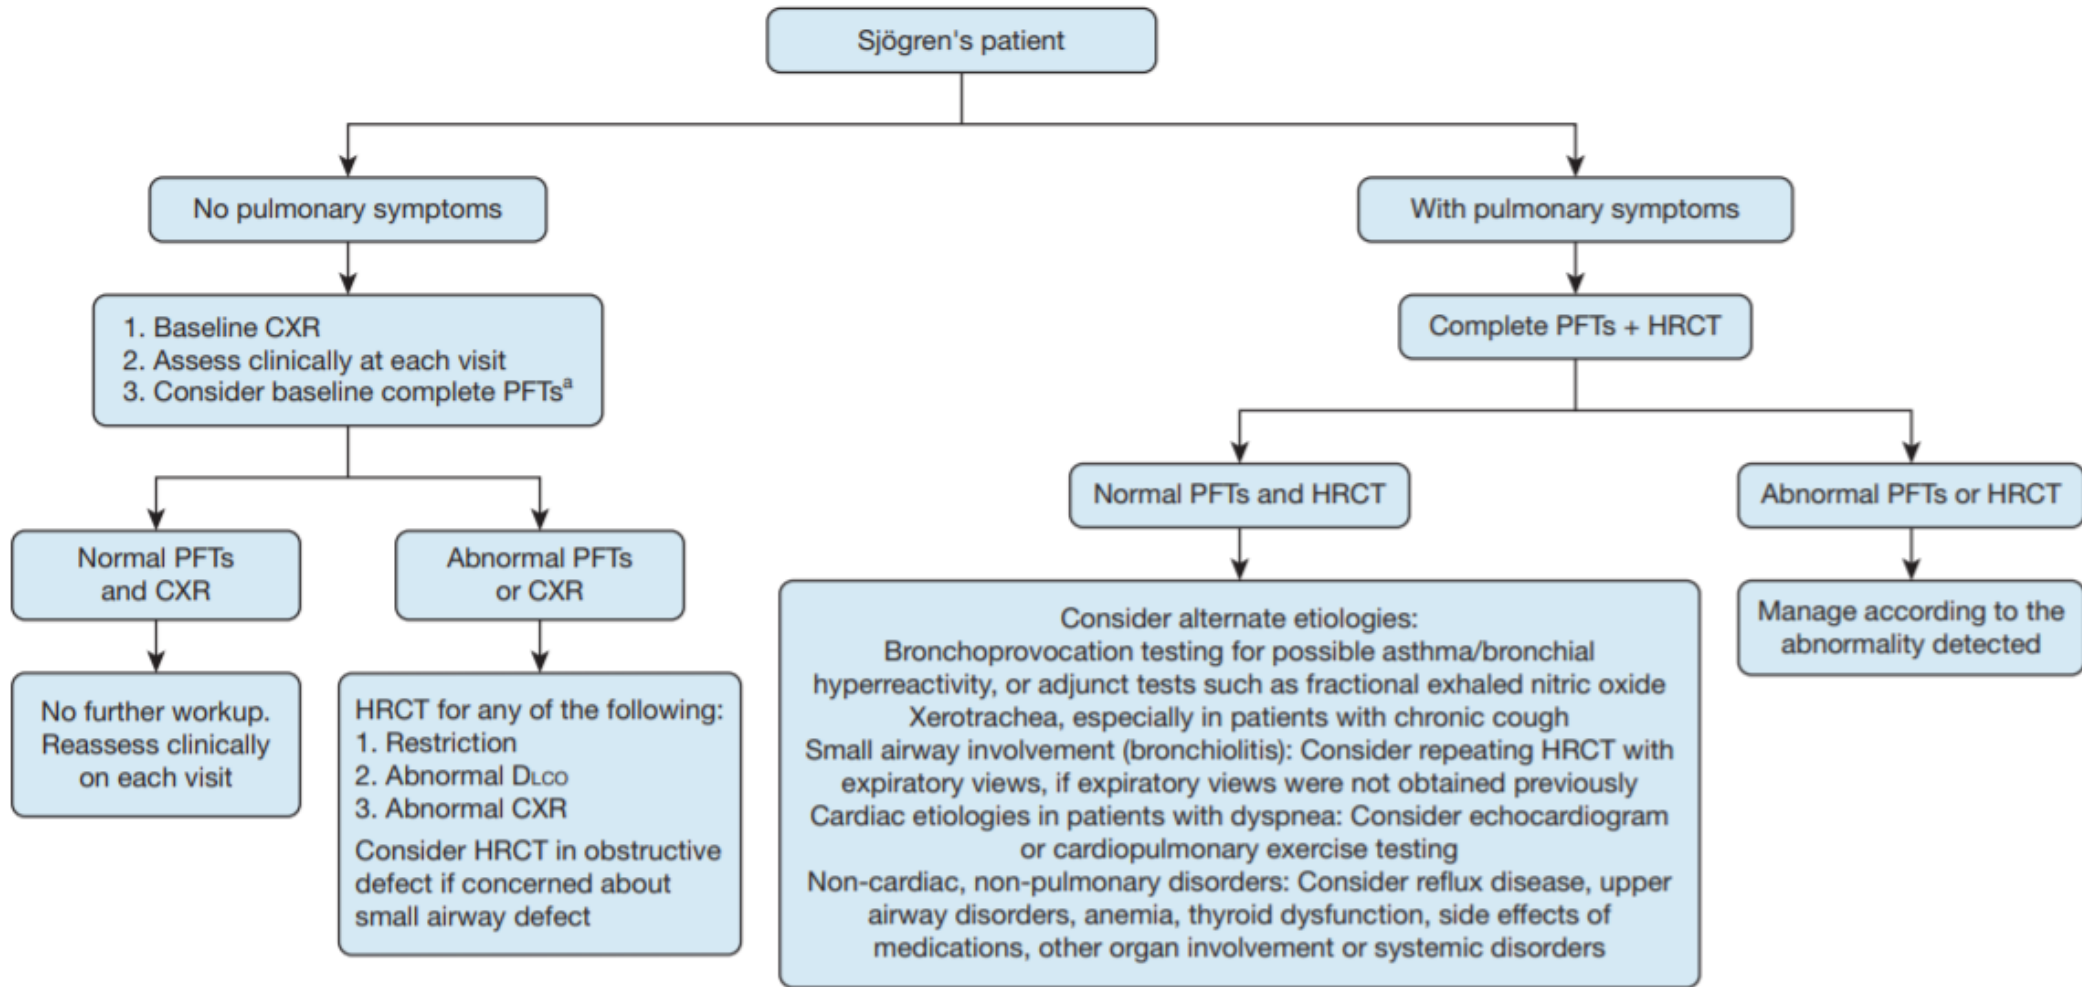 Sjögren's patient
No pulmonary symptoms
With pulmonary symptoms
1. Baseline CXR
2. Assess clinically at each visit
3. Consider baseline complete PFTsª
Complete PFTs + HRCT
Normal PFTs
and CXR
Abnormal PFTs
or CXR
Normal PFTs and HRCT
Abnormal PFTs or HRCT
No further workup.
Reassess clinically
on each visit
HRCT for any of the following:
1. Restriction
2. Abnormal DLCO
3. Abnormal CXR
Consider HRCT in obstructive
defect if concerned about
small airway defect
Consider alternate etiologies:
Bronchoprovocation testing for possible asthma/bronchial
hyperreactivity, or adjunct tests such as fractional exhaled nitric oxide
Xerotrachea, especially in patients with chronic cough
Small airway involvement (bronchiolitis): Consider repeating HRCT with
expiratory views, if expiratory views were not obtained previously
Cardiac etiologies in patients with dyspnea: Consider echocardiogram
or cardiopulmonary exercise testing
Non-cardiac, non-pulmonary disorders: Consider reflux disease, upper
airway disorders, anemia, thyroid dysfunction, side effects of
medications, other organ involvement or systemic disorders
Manage according to the
abnormality detected